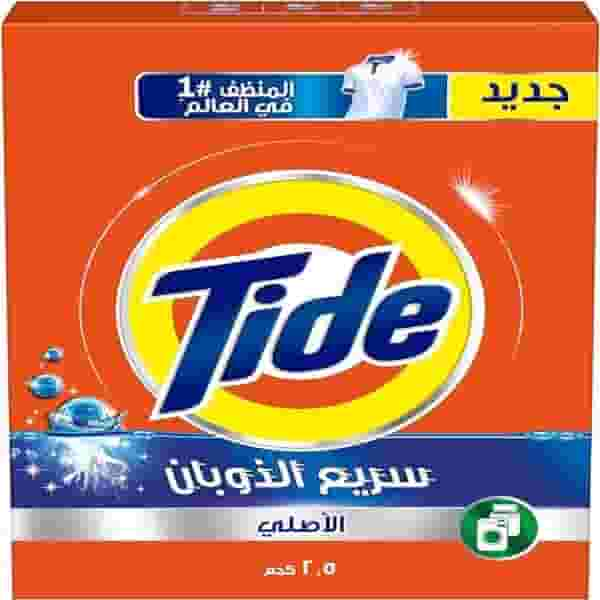 جديد
المنظف #1
في العالم
Tide
سريع الذوبان
الأصلي
٢,٥ كجم